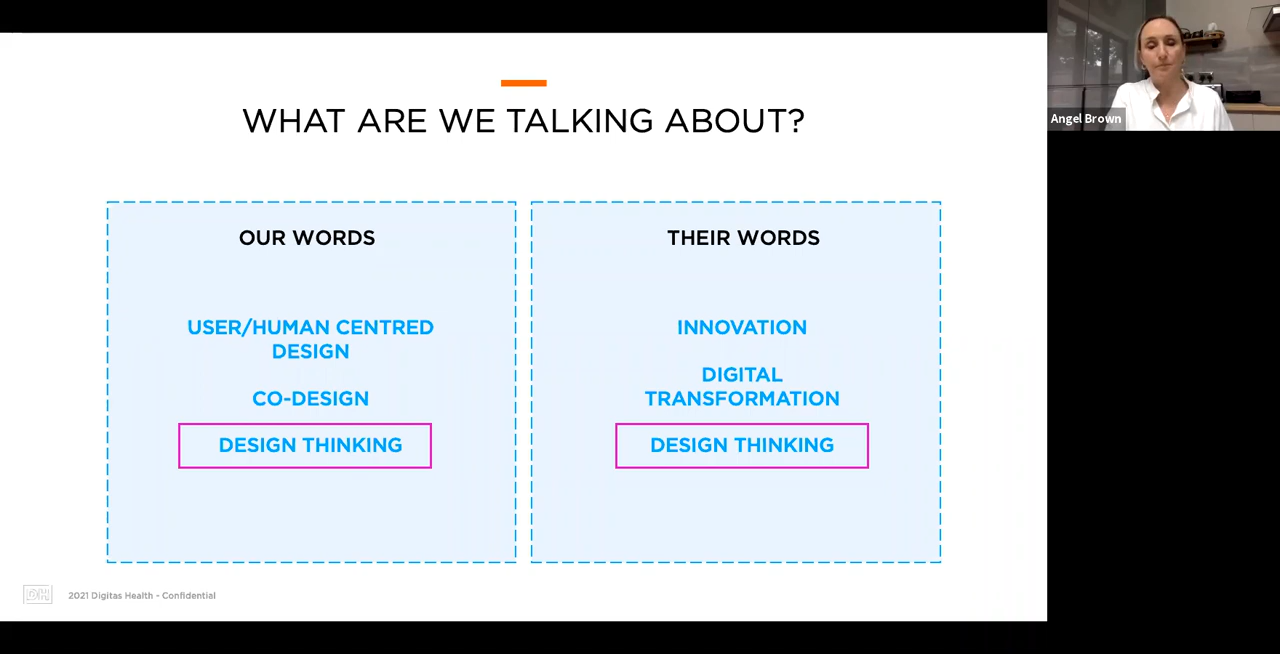 WHAT ARE WE TALKING ABOUT?
OUR WORDS
USER/HUMAN CENTRED
DESIGN
CO-DESIGN
DESIGN THINKING
THEIR WORDS
INNOVATION
DIGITAL
TRANSFORMATION
DESIGN THINKING
DH
2021 Digitas Health - Confidential
Angel Brown